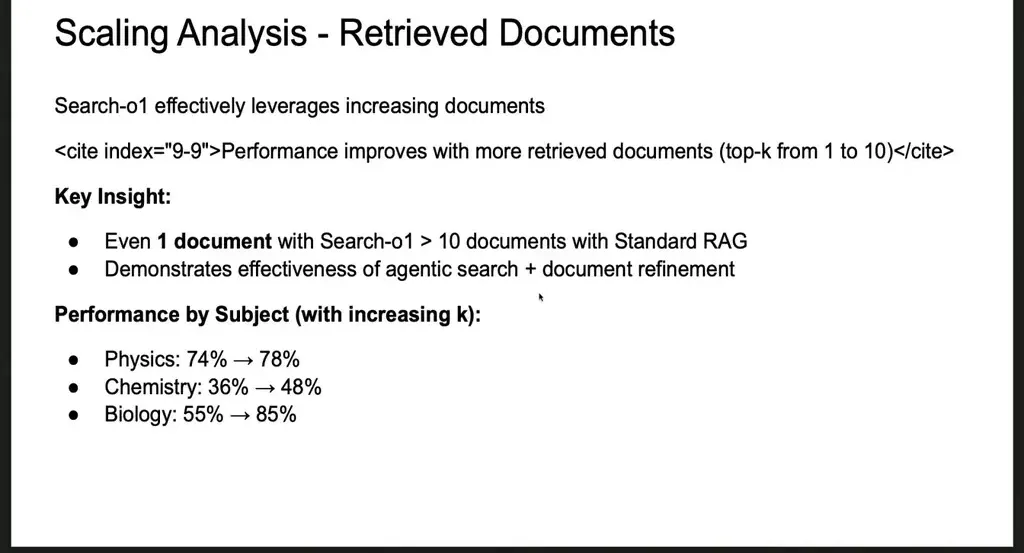 Scaling Analysis - Retrieved Documents
Search-o1 effectively leverages increasing documents
<cite index="9-9">Performance improves with more retrieved documents (top-k from 1 to 10)</cite>
Key Insight:
● Even 1 document with Search-o1 > 10 documents with Standard RAG
● Demonstrates effectiveness of agentic search + document refinement
Performance by Subject (with increasing k):
● Physics: 74% → 78%
● Chemistry: 36% → 48%
● Biology: 55% → 85%